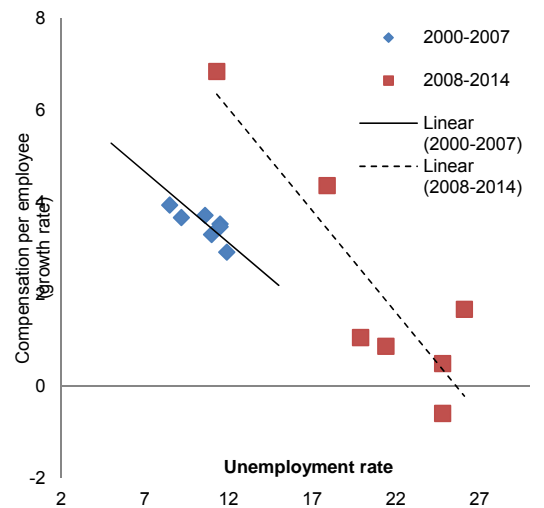 8
6
4
2
0
-2
Compensation per employee
(growth rate)
2000-2007
2008-2014
Linear
(2000-2007)
Linear
(2008-2014)
Unemployment rate
2 7 12 17 22 27